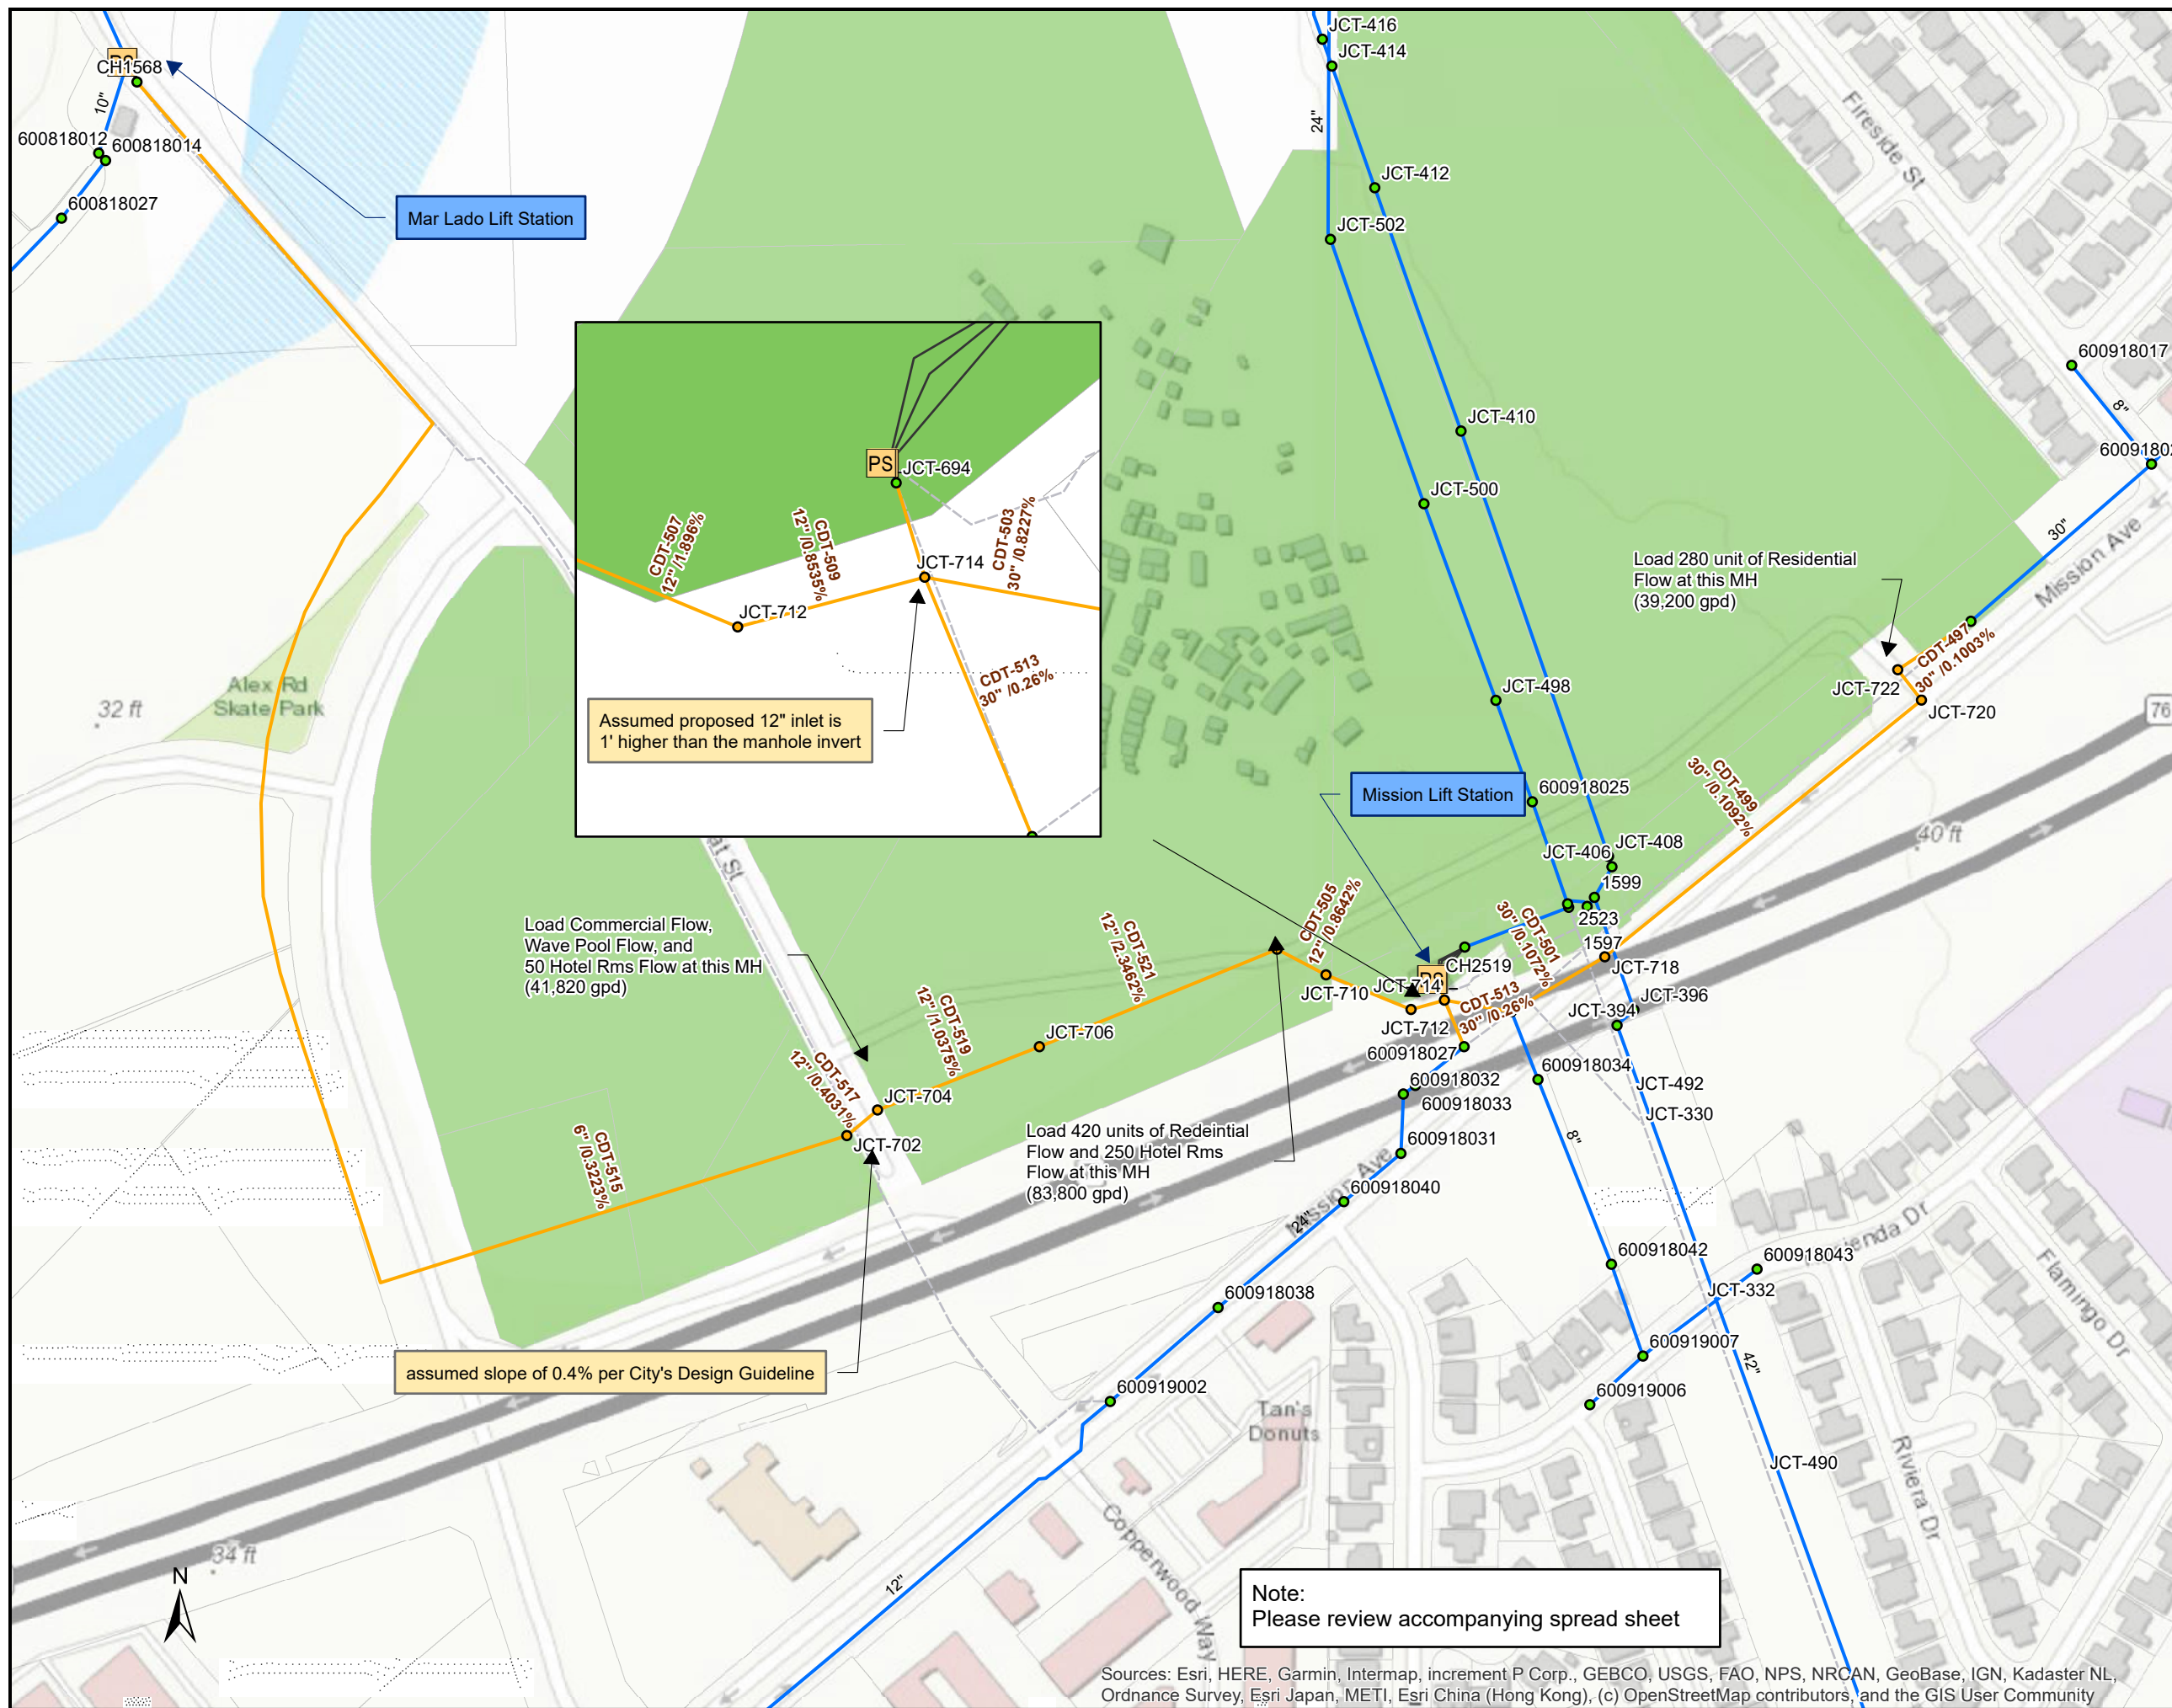 JCT-416
JCT-414
CH1568
10"
600818012
600818014
600818027
Mar Lado Lift Station
24"
JCT-412
JCT-502
Fireside St
JCT-410
JCT-500
600918017
8"
30"
Mission Ave
76
PS
JCT-694
CDT-507
12" /1.896%
CDT-509
12" /0.8535%
CDT-503
30" /0.8227%
JCT-714
JCT-712
CDT-513
30" /0.26%
Assumed proposed 12" inlet is
1' higher than the manhole invert
Load 280 unit of Residential
Flow at this MH
(39,200 gpd)
CDT-497
30" /0.1003%
JCT-722
JCT-720
JCT-498
Alex Rd
Skate Park
32 ft
Mission Lift Station
600918025
CDT-499
30" /0.1092%
40 ft
JCT-408
JCT-406
1599
2523
1597
JCT-718
CDT-501
30" /0.1072%
CDT-505
12" /0.8642%
CH2519
JCT-714
JCT-710
JCT-712
CDT-513
30" /0.26%
JCT-396
JCT-394
Load Commercial Flow,
Wave Pool Flow, and
50 Hotel Rms Flow at this MH
(41,820 gpd)
CDT-521
12" /2.3462%
CDT-519
12" /1.0375%
JCT-706
CDT-517
12" /0.4031%
JCT-704
JCT-702
CDT-515
6" /0.3223%
600918027
600918032
600918033
600918034
JCT-492
JCT-330
8"
600918031
Load 420 units of Redeintial
Flow and 250 Hotel Rms
Flow at this MH
(83,800 gpd)
600918040
Mission Ave
24"
600918038
600918042
600918043
JCT-332
Flamingo Dr
600919007
600919006
42"
assumed slope of 0.4% per City's Design Guideline
600919002
Tan's
Donuts
JCT-490
Riviera Dr
Copperwood Way
12"
34 ft
N
Note:
Please review accompanying spread sheet
Sources: Esri, HERE, Garmin, Intermap, increment P Corp., GEBCO, USGS, FAO, NPS, NRCAN, GeoBase, IGN, Kadaster NL,
Ordnance Survey, Esri Japan, METI, Esri China (Hong Kong), (c) OpenStreetMap contributors, and the GIS User Community